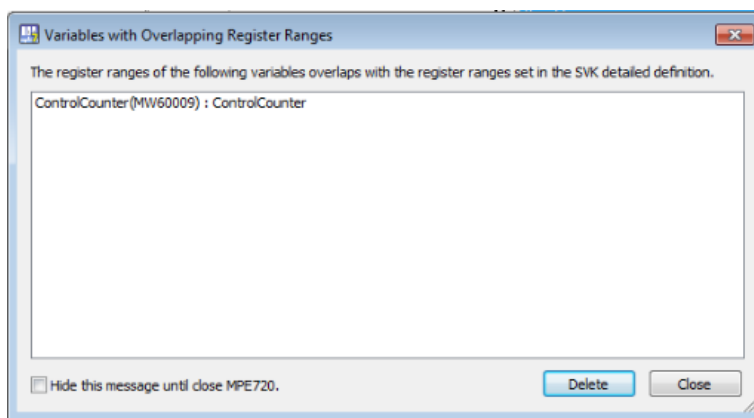 Variables with Overlapping Register Ranges
The register ranges of the following variables overlaps with the register ranges set in the SVK detailed definition.
ControlCounter(MW60009) : ControlCounter
Hide this message until close MPE720.
Delete
Close